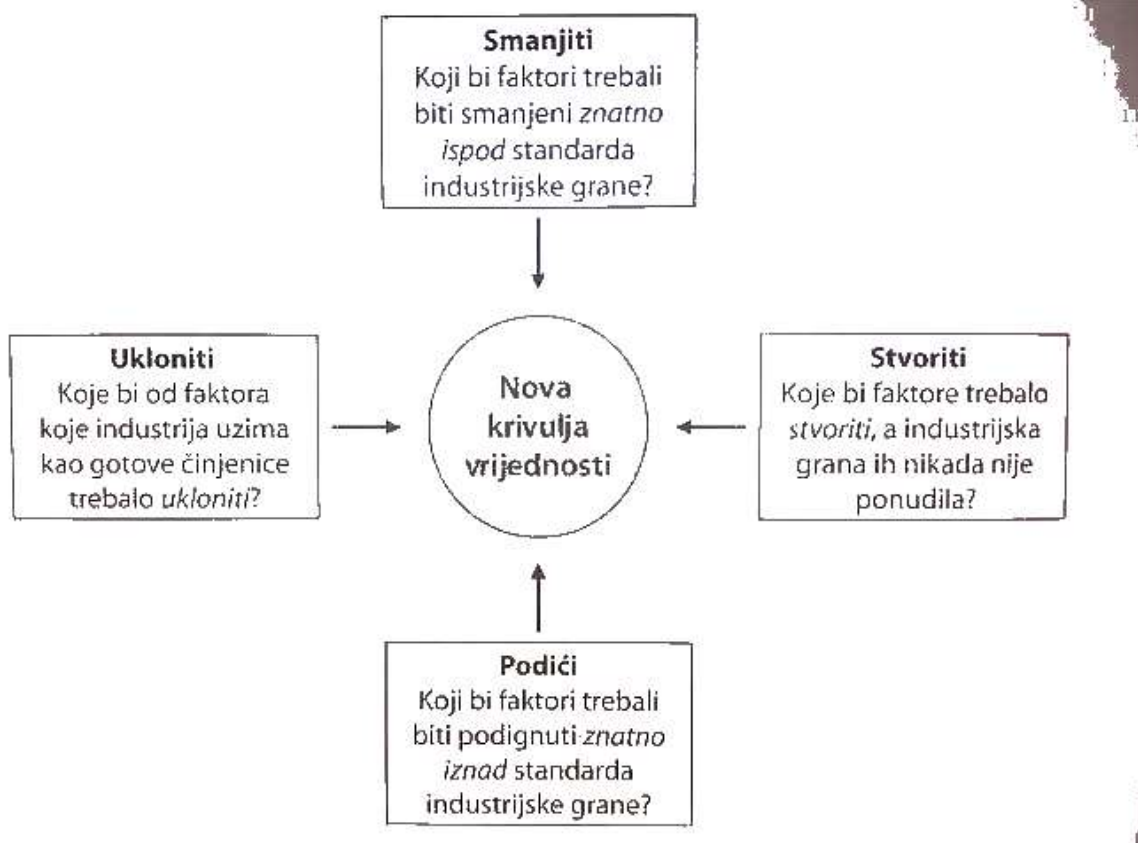 Smanjiti
Koji bi faktori trebali
biti smanjeni znatno
ispod standarda
industrijske grane?
Ukloniti
Koje bi od faktora
koje industrija uzima
kao gotove činjenice
trebalo ukloniti?
Nova
krivulja
vrijednosti
Stvoriti
Koje bi faktore trebalo
stvoriti, a industrijska
grana ih nikada nije
ponudila?
Podići
Koji bi faktori trebali
biti podignuti znatno
iznad standarda
industrijske grane?